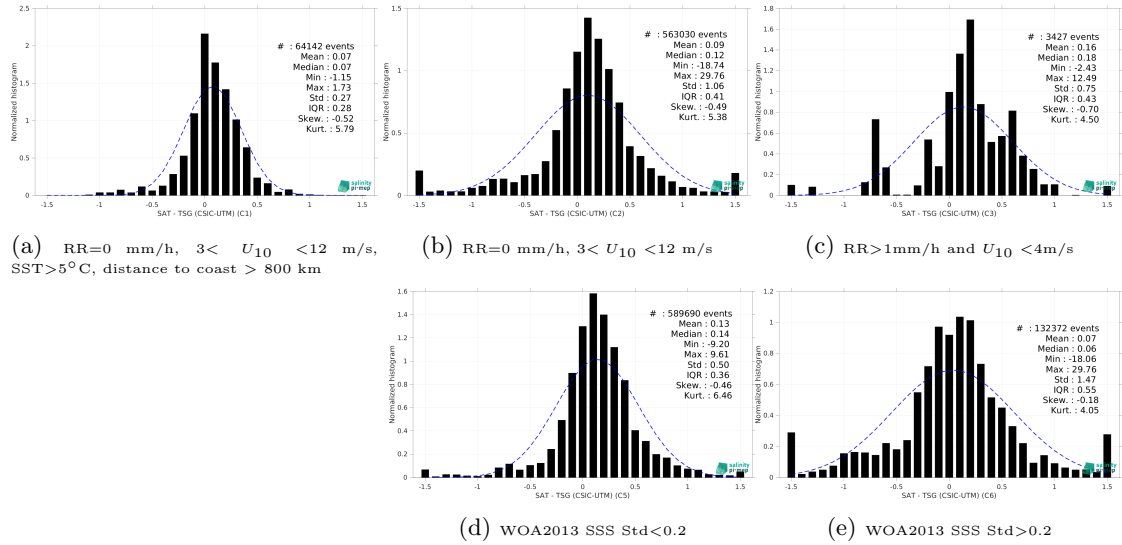 2.5
2
1.5
1
0.5
0
Normalized histogram
# : 64142 events
Mean : 0.07
Median : 0.07
Min : -1.15
Max : 1.73
Std : 0.27
IQR : 0.28
Skew. : -0.52
Kurt. : 5.79
salinity
pi-mep
-1.5 -1 -0.5 0 0.5 1 1.5
SAT - TSG (CSIC-UTM) (C1)
(a) RR=0 mm/h, 3< U10 <12 m/s,
SST>5°C, distance to coast > 800 km
1.5
1
0.5
0
Normalized histogram
# : 563030 events
Mean : 0.09
Median : 0.12
Min : -18.74
Max : 29.76
Std : 1.06
IQR : 0.41
Skew. : -0.49
Kurt. : 5.38
salinity
pi-mep
-1.5 -1 -0.5 0 0.5 1 1.5
SAT - TSG (CSIC-UTM) (C2)
(b) RR=0 mm/h, 3< U10 <12 m/s
1.8
1.6
1.4
1.2
1
0.8
0.6
0.4
0.2
0
Normalized histogram
# : 3427 events
Mean : 0.16
Median : 0.18
Min : -2.43
Max : 12.49
Std : 0.75
IQR : 0.43
Skew. : -0.70
Kurt. : 4.50
salinity
pi-mep
-1.5 -1 -0.5 0 0.5 1 1.5
SAT - TSG (CSIC-UTM) (C3)
(c) RR>1mm/h and U10 <4m/s
1.6
1.4
1.2
1
0.8
0.6
0.4
0.2
0
Normalized histogram
# : 589690 events
Mean : 0.13
Median : 0.14
Min : -9.20
Max : 9.61
Std : 0.50
IQR : 0.36
Skew. : -0.46
Kurt. : 6.46
salinity
pi-mep
-1.5 -1 -0.5 0 0.5 1 1.5
SAT - TSG (CSIC-UTM) (C5)
(d) WOA2013 SSS Std<0.2
1.2
1
0.8
0.6
0.4
0.2
0
Normalized histogram
# : 132372 events
Mean : 0.07
Median : 0.06
Min : -18.06
Max : 29.76
Std : 1.47
IQR : 0.55
Skew. : -0.18
Kurt. : 4.05
salinity
pi-mep
-1.5 -1 -0.5 0 0.5 1 1.5
SAT - TSG (CSIC-UTM) (C6)
(e) WOA2013 SSS Std>0.2